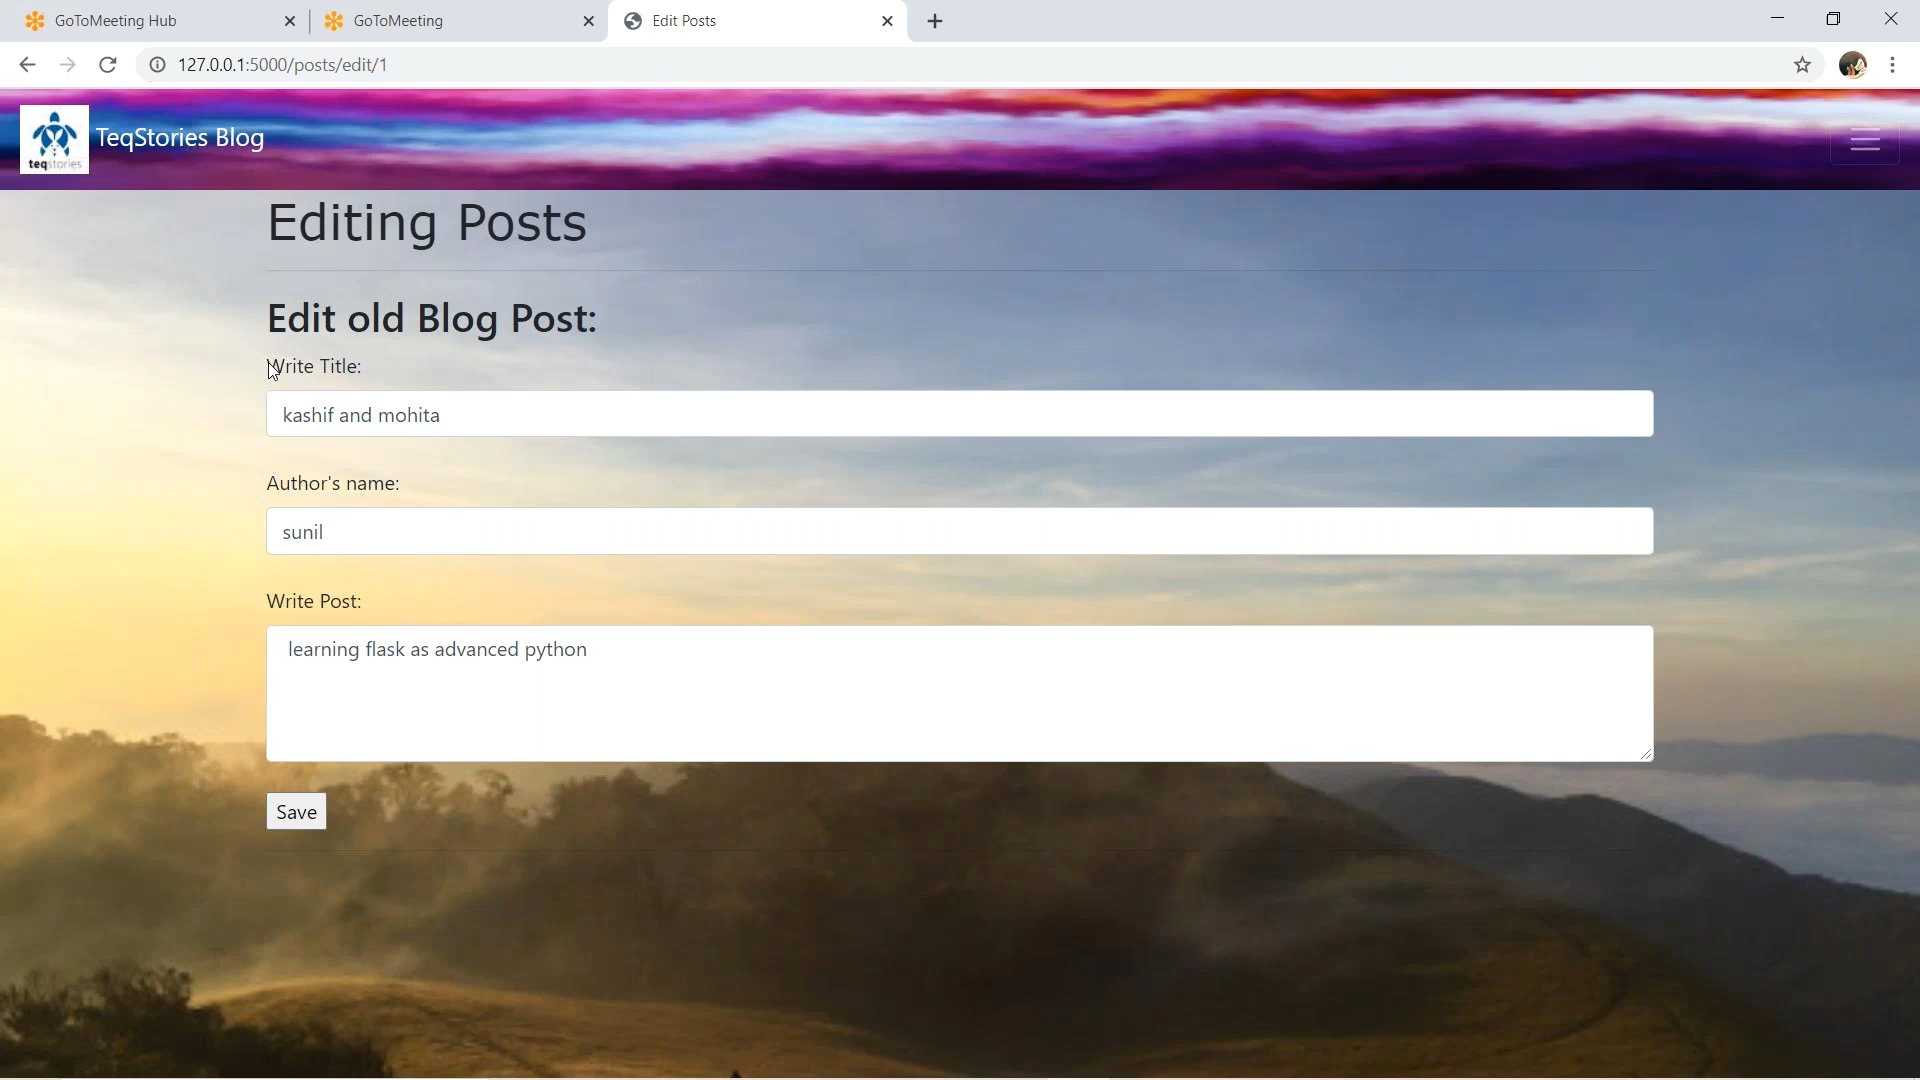 GoToMeeting Hub
GoToMeeting
Edit Posts
127.0.0.1:5000/posts/edit/1
teqstories
TeqStories Blog
Editing Posts
Edit old Blog Post:
Write Title:
kashif and mohita
Author's name:
sunil
Write Post:
learning flask as advanced python
Save